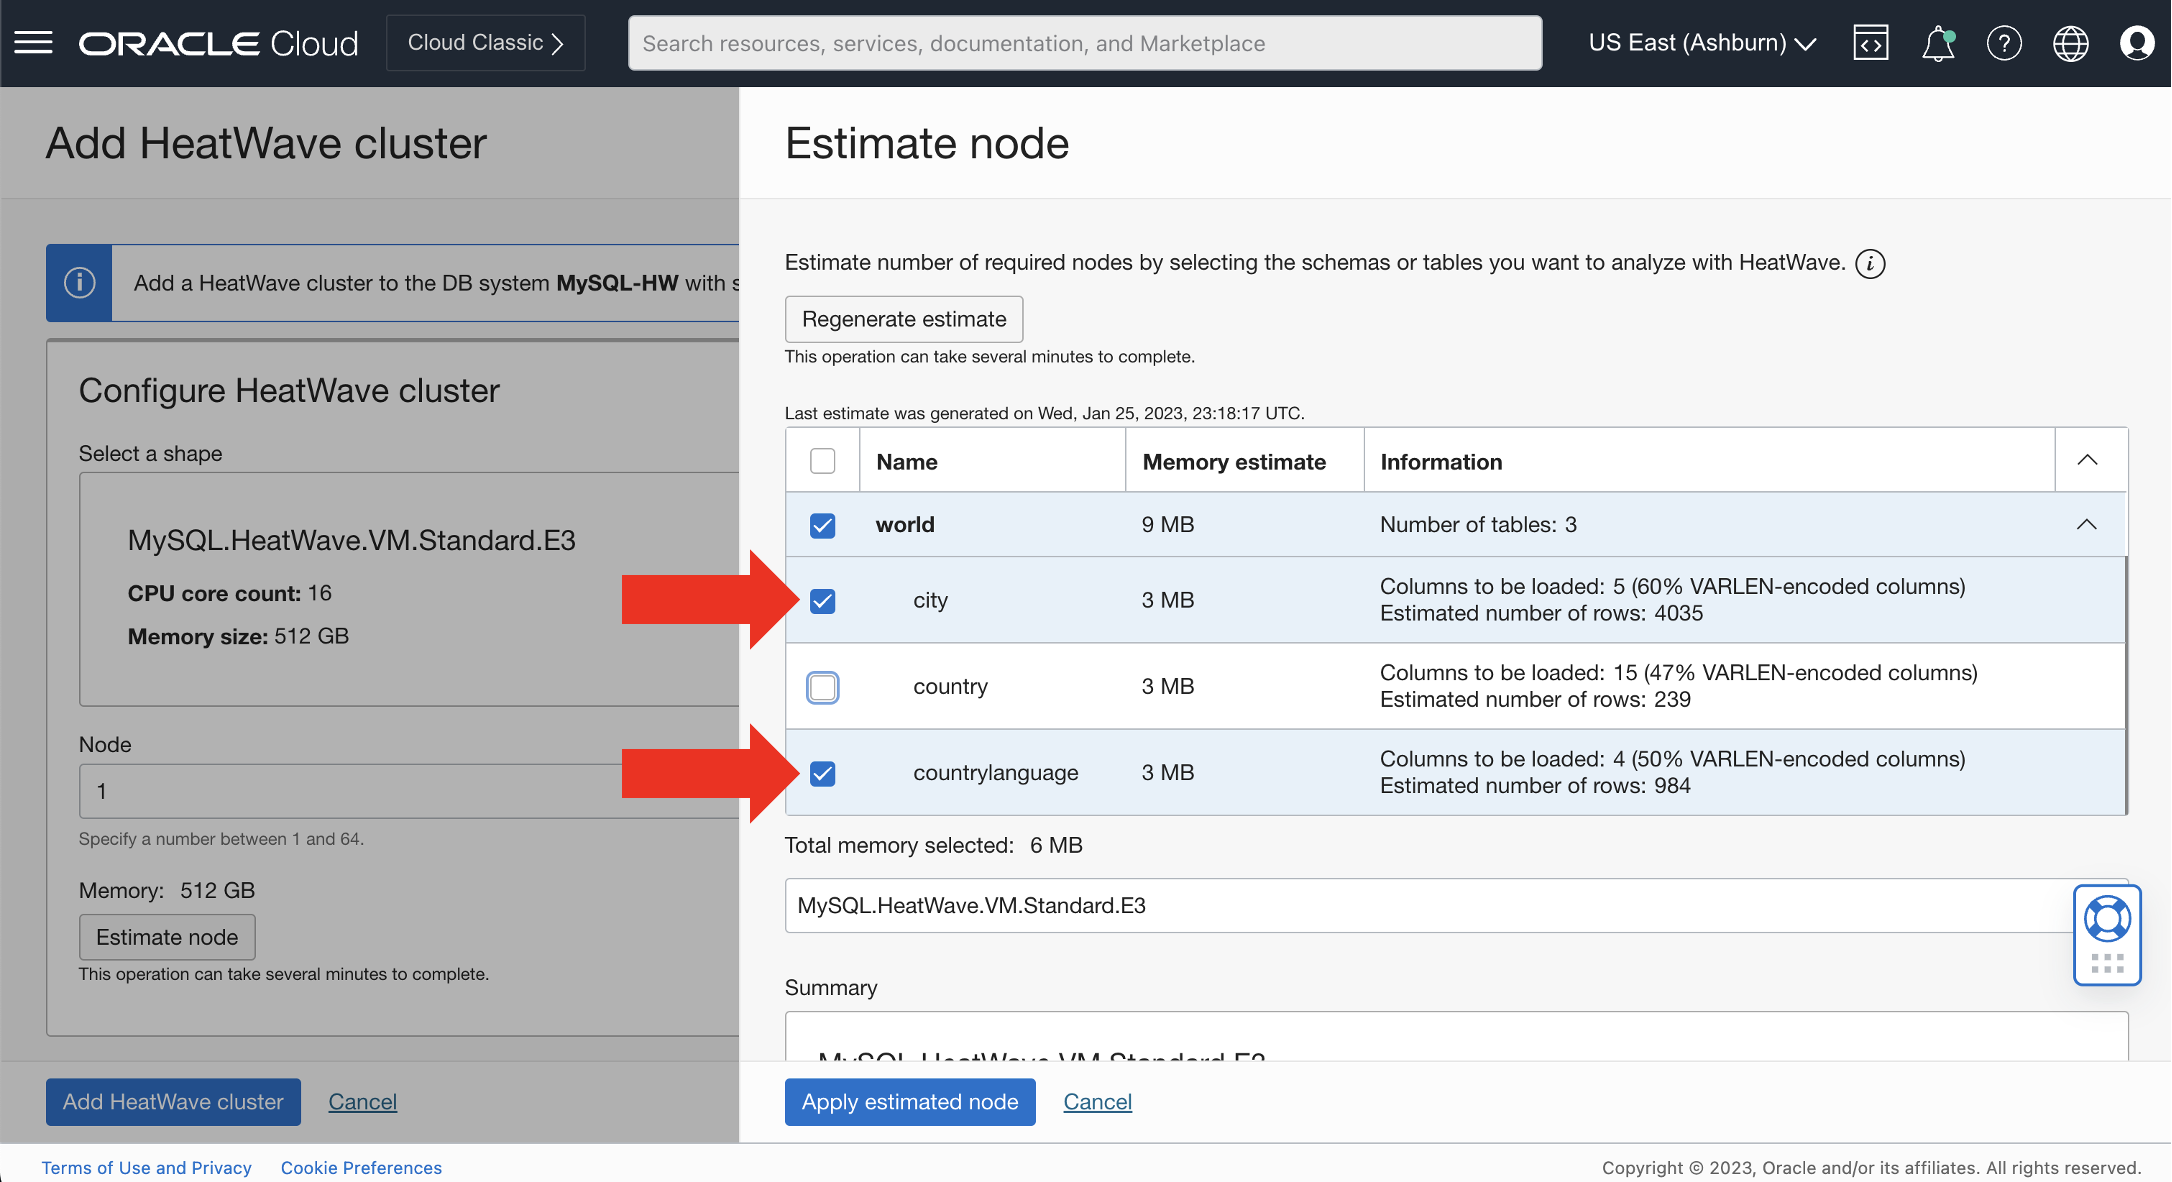 ORACLE Cloud
Cloud Classic
Search resources, services, documentation, and Marketplace
US East (Ashburn)
Add HeatWave cluster
Add a HeatWave cluster to the DB system MySQL-HW with s
Configure HeatWave cluster
Select a shape
MySQL.HeatWave.VM.Standard.E3
CPU core count: 16
Memory size: 512 GB
Node
1
Specify a number between 1 and 64.
Memory: 512 GB
Estimate node
This operation can take several minutes to complete.
Add HeatWave cluster Cancel
Estimate node
Estimate number of required nodes by selecting the schemas or tables you want to analyze with HeatWave.
Regenerate estimate
This operation can take several minutes to complete.
Last estimate was generated on Wed, Jan 25, 2023, 23:18:17 UTC.
Name Memory estimate Information
world 9 MB Number of tables: 3
city 3 MB Columns to be loaded: 5 (60% VARLEN-encoded columns)
Estimated number of rows: 4035
country 3 MB Columns to be loaded: 15 (47% VARLEN-encoded columns)
Estimated number of rows: 239
countrylanguage 3 MB Columns to be loaded: 4 (50% VARLEN-encoded columns)
Estimated number of rows: 984
Total memory selected: 6 MB
MySQL.HeatWave.VM.Standard.E3
Summary
MySQL.HeatWave.VM.Standard.E3
Apply estimated node Cancel
Terms of Use and Privacy Cookie Preferences
Copyright © 2023, Oracle and/or its affiliates. All rights reserved.